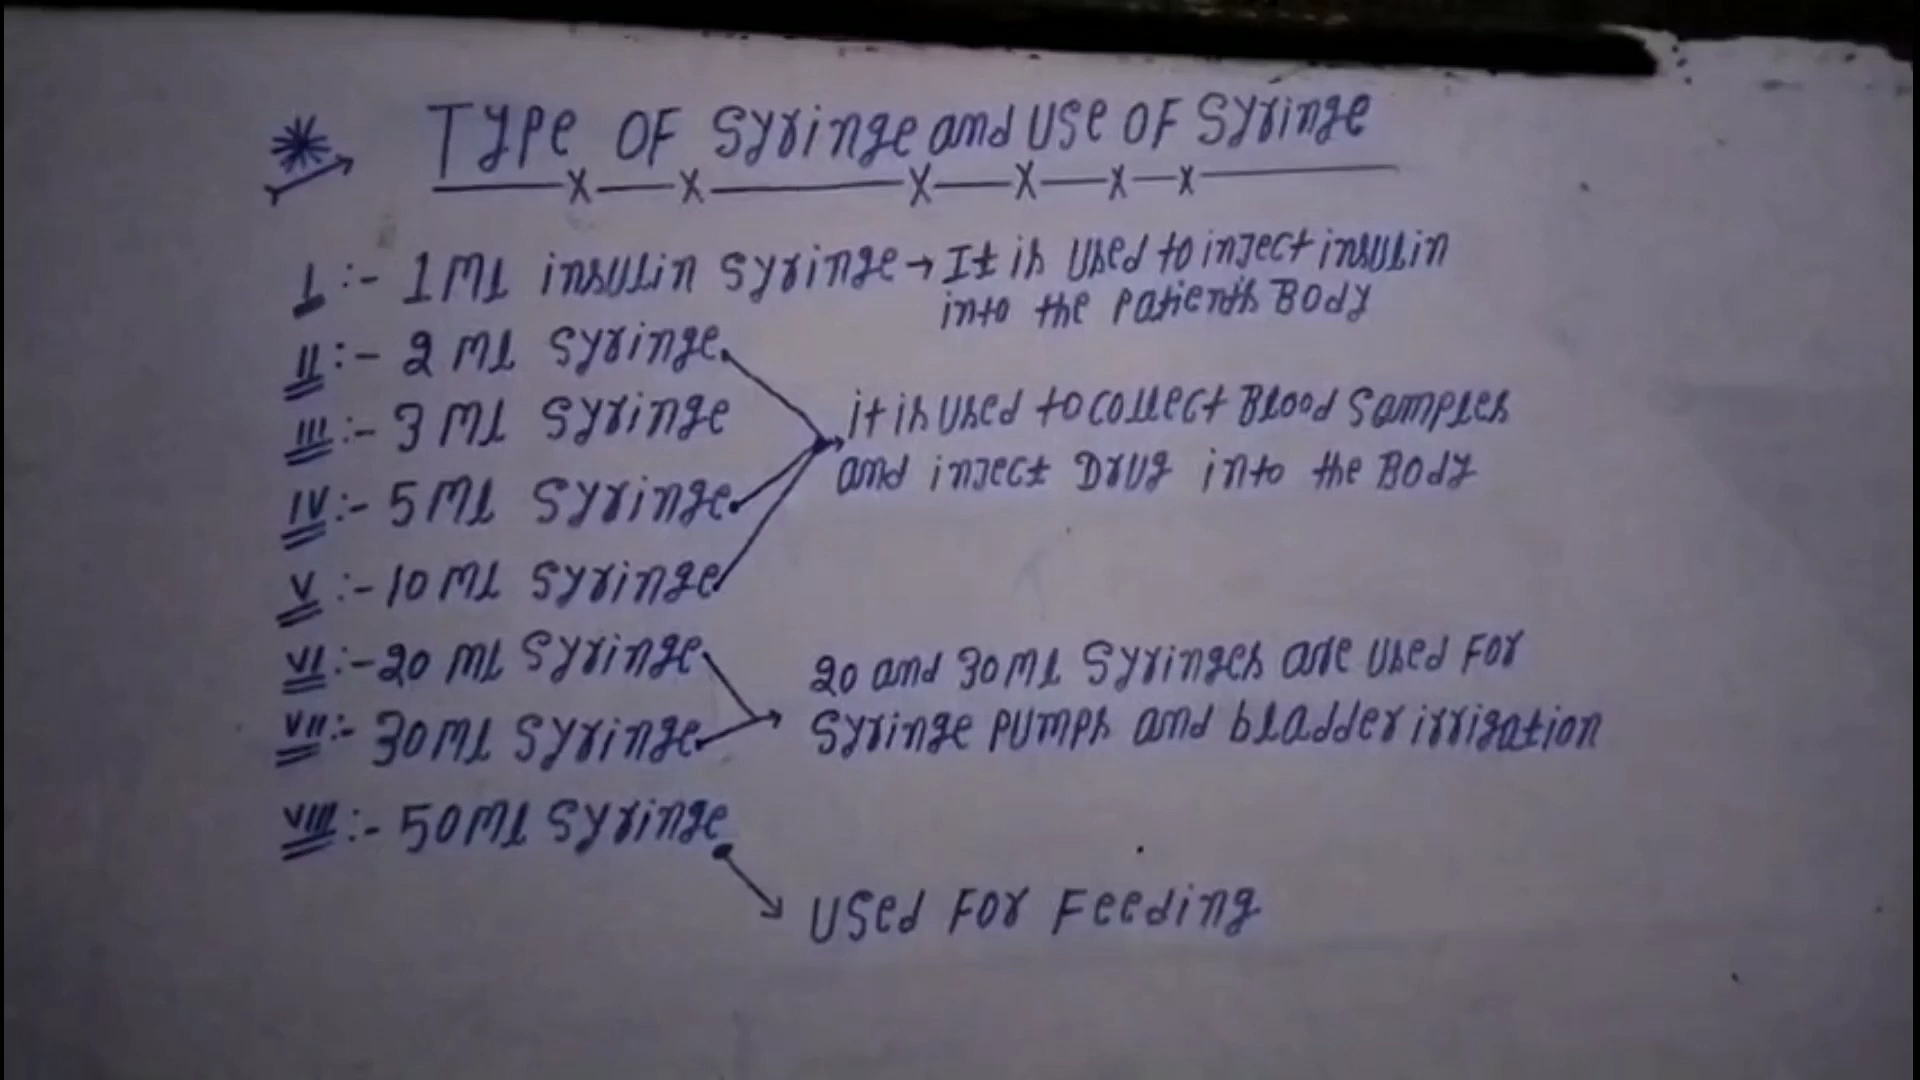 Type OF Syringe and Use OF Syringe
I :- 1 Ml insulin Syringe → It is Used to inject insulin
into the patients Body
II :- 2 Ml Syringe
III :- 3 Ml Syringe
it is Used to collect Blood Samples
and inject Drug into the Body
IV :- 5 Ml Syringe
V :- 10 Ml Syringe
VI :- 20 Ml Syringe
VII :- 30 Ml Syringe
20 and 30 Ml Syringes are Used For
Syringe pumps and bladder irrigation
VIII :- 50 Ml Syringe
Used For Feeding